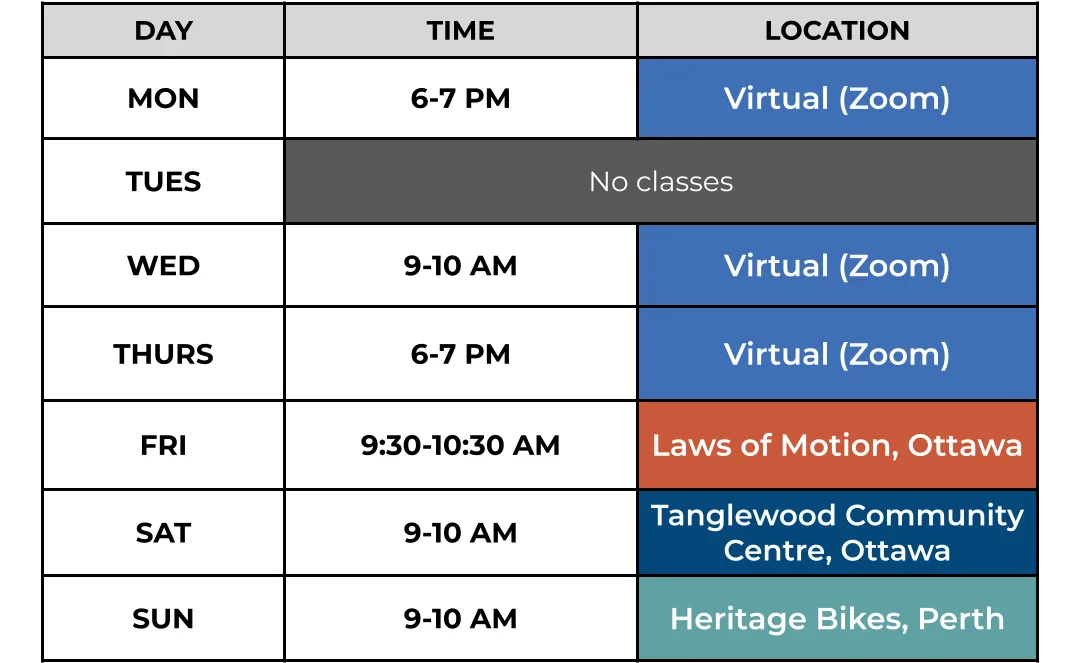 DAY TIME LOCATION
MON 6-7 PM Virtual (Zoom)
TUES No classes
WED 9-10 AM Virtual (Zoom)
THURS 6-7 PM Virtual (Zoom)
FRI 9:30-10:30 AM Laws of Motion, Ottawa
SAT 9-10 AM Tanglewood Community
Centre, Ottawa
SUN 9-10 AM Heritage Bikes, Perth